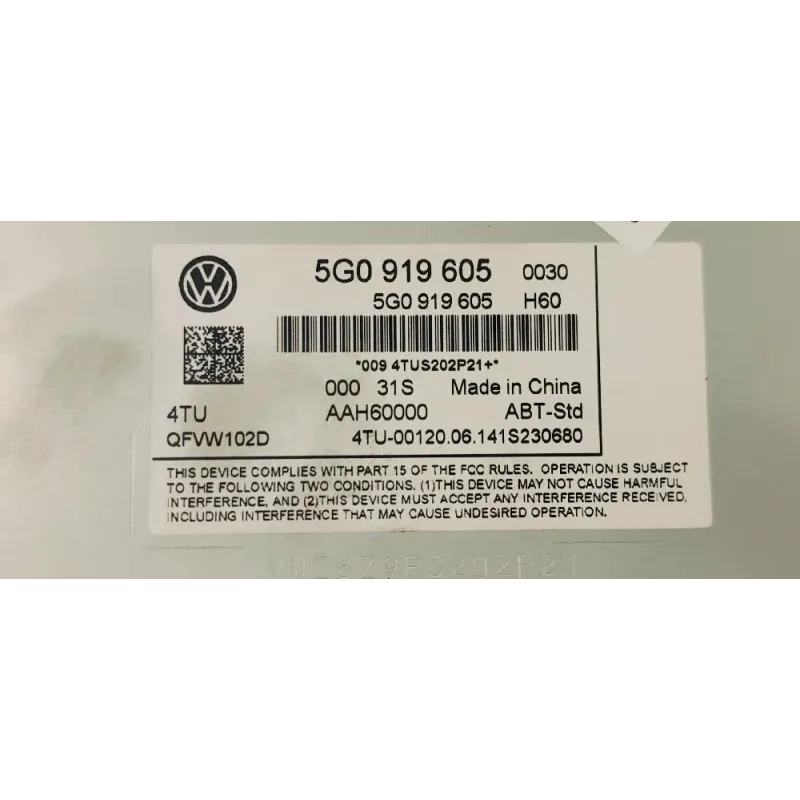 5G0 919 605 0030
5G0 919 605 H60
*009 4TUS202P21+*
000 31S Made in China
4TU AAH60000 ABT-Std
QFVW102D 4TU-00120.06.141S230680
THIS DEVICE COMPLIES WITH PART 15 OF THE FCC RULES. OPERATION IS SUBJECT
TO THE FOLLOWING TWO CONDITIONS. (1)THIS DEVICE MAY NOT CAUSE HARMFUL
INTERFERENCE, AND (2)THIS DEVICE MUST ACCEPT ANY INTERFERENCE RECEIVED,
INCLUDING INTERFERENCE THAT MAY CAUSE UNDESIRED OPERATION.